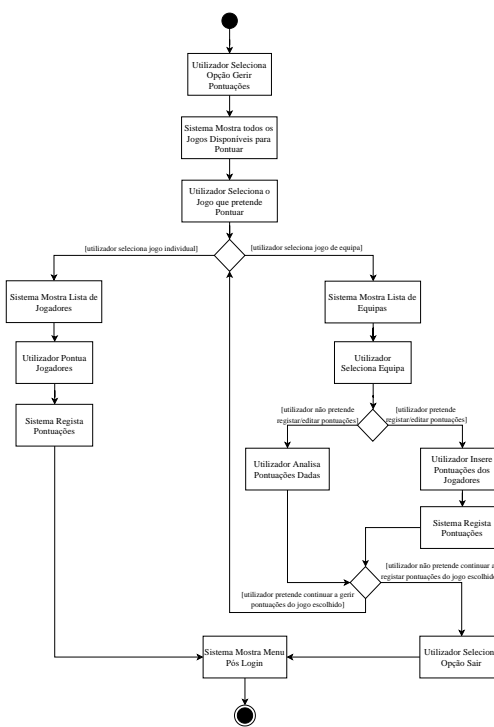 Utilizador Seleciona
Opção Gerir
Pontuações
Sistema Mostra todos os
Jogos Disponíveis para
Pontuar
Utilizador Seleciona o
Jogo que pretende
Pontuar
[utilizador seleciona jogo individual]
[utilizador seleciona jogo de equipa]
Sistema Mostra Lista de
Jogadores
Sistema Mostra Lista de
Equipas
Utilizador Pontua
Jogadores
Utilizador
Seleciona Equipa
Sistema Regista
Pontuações
[utilizador não pretende
registar/editar pontuações]
[utilizador pretende
registar/editar pontuações]
Utilizador Analisa
Pontuações Dadas
Utilizador Insere
Pontuações dos
Jogadores
Sistema Regista
Pontuações
[utilizador não pretende continuar a
registar pontuações do jogo escolhido]
[utilizador pretende continuar a gerir
pontuações do jogo escolhido]
Sistema Mostra Menu
Pós Login
Utilizador Seleciona
Opção Sair